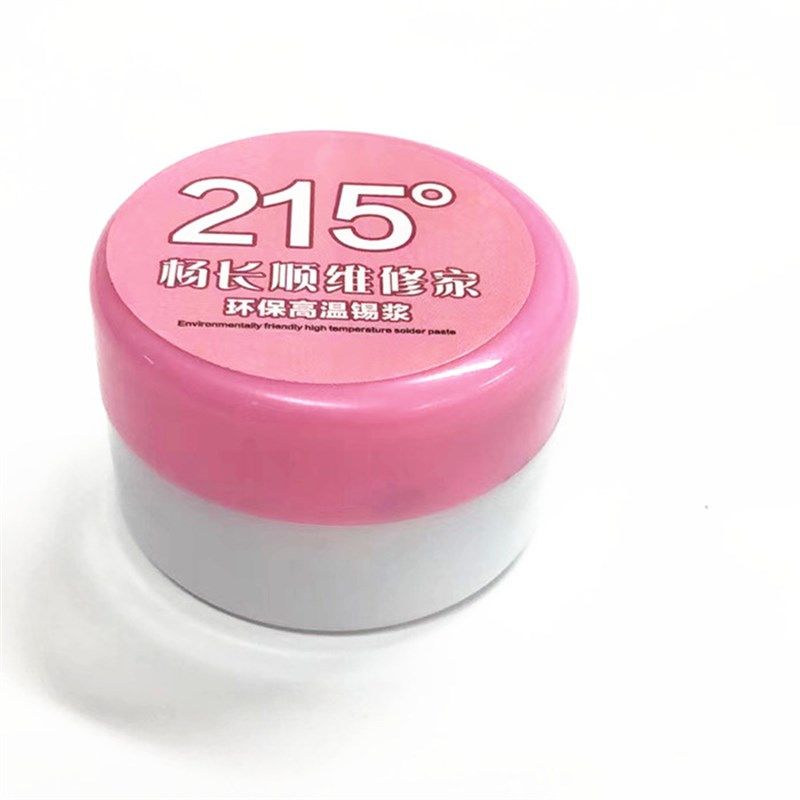 215°
杨长顺维修家
环保高温锡浆
Environmentally friendly high temperature solder paste